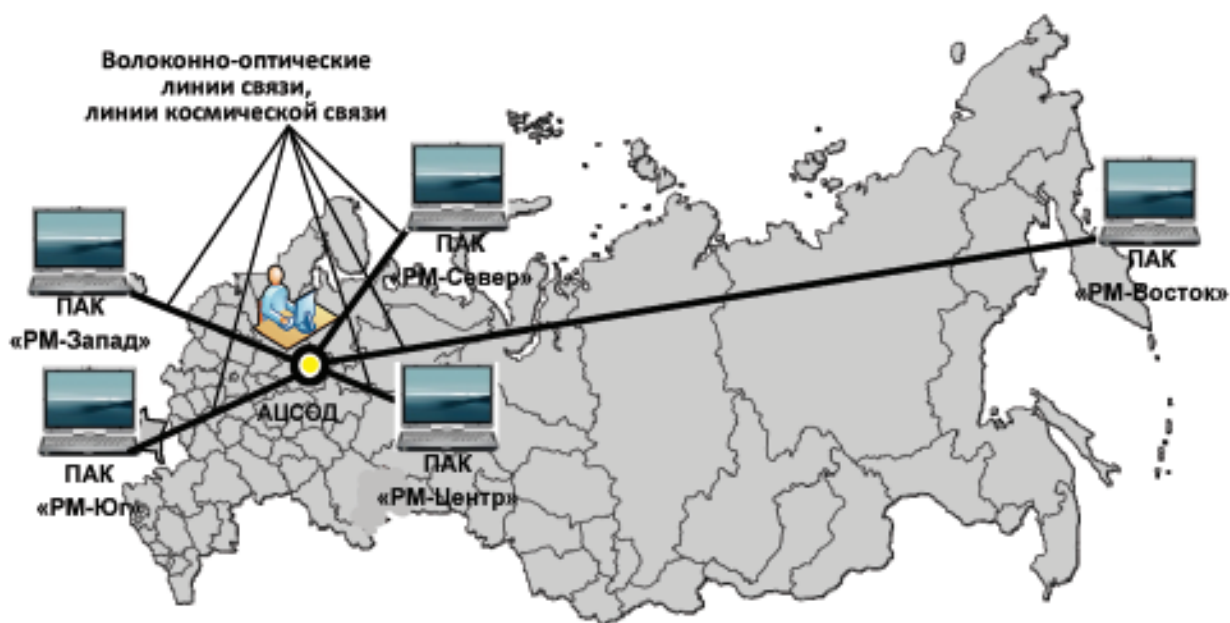 Волоконно-оптические
линии связи,
линии космической связи
ПАК
«РМ-Север»
ПАК
«РМ-Восток»
ПАК
«РМ-Запад»
АЦСОД
ПАК
«РМ-Юг»
ПАК
«РМ-Центр»